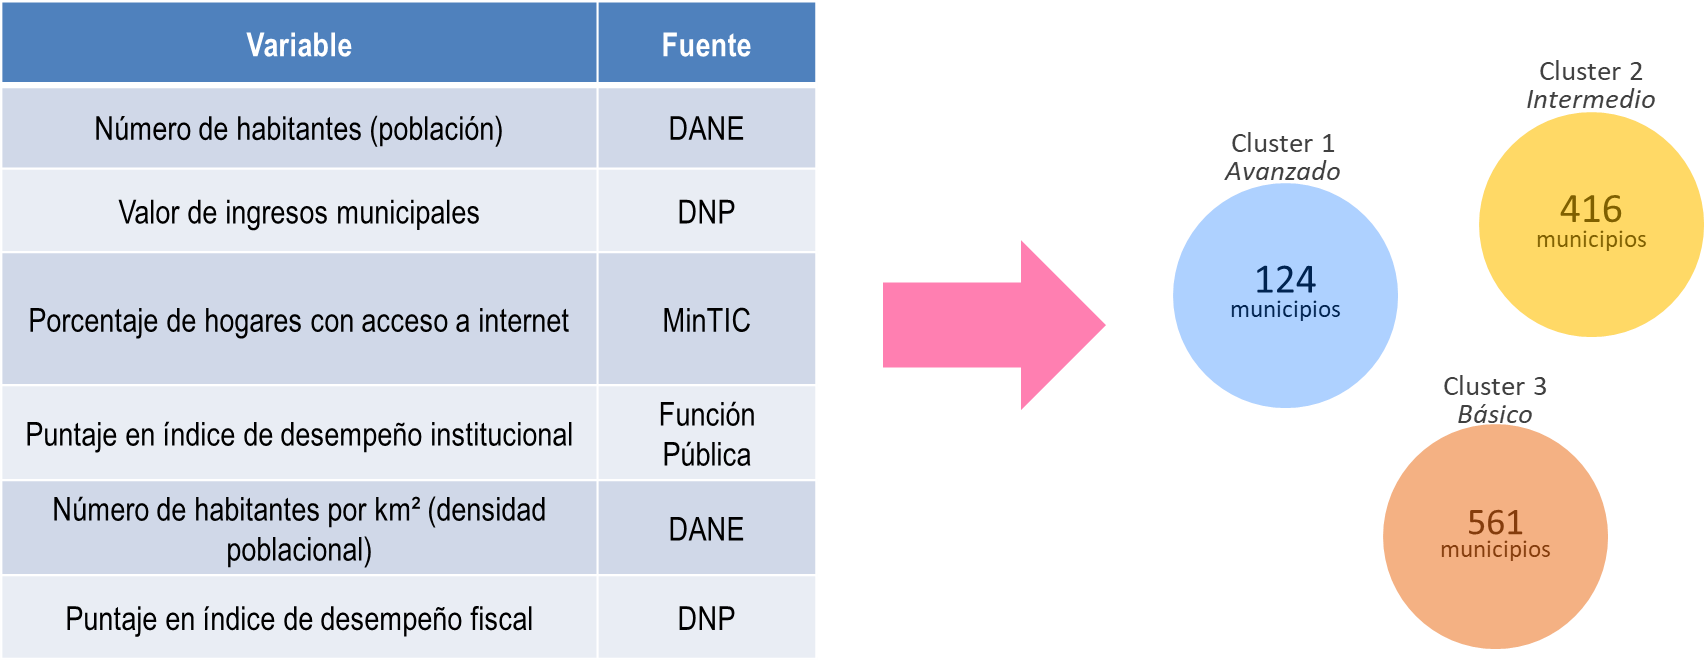 Variable
Fuente
Número de habitantes (población)
DANE
Valor de ingresos municipales
DNP
Porcentaje de hogares con acceso a internet
MinTIC
Puntaje en índice de desempeño institucional
Función
Pública
Número de habitantes por km² (densidad
poblacional)
DANE
Puntaje en índice de desempeño fiscal
DNP
Cluster 1
Avanzado
124
municipios
Cluster 2
Intermedio
416
municipios
Cluster 3
Básico
561
municipios